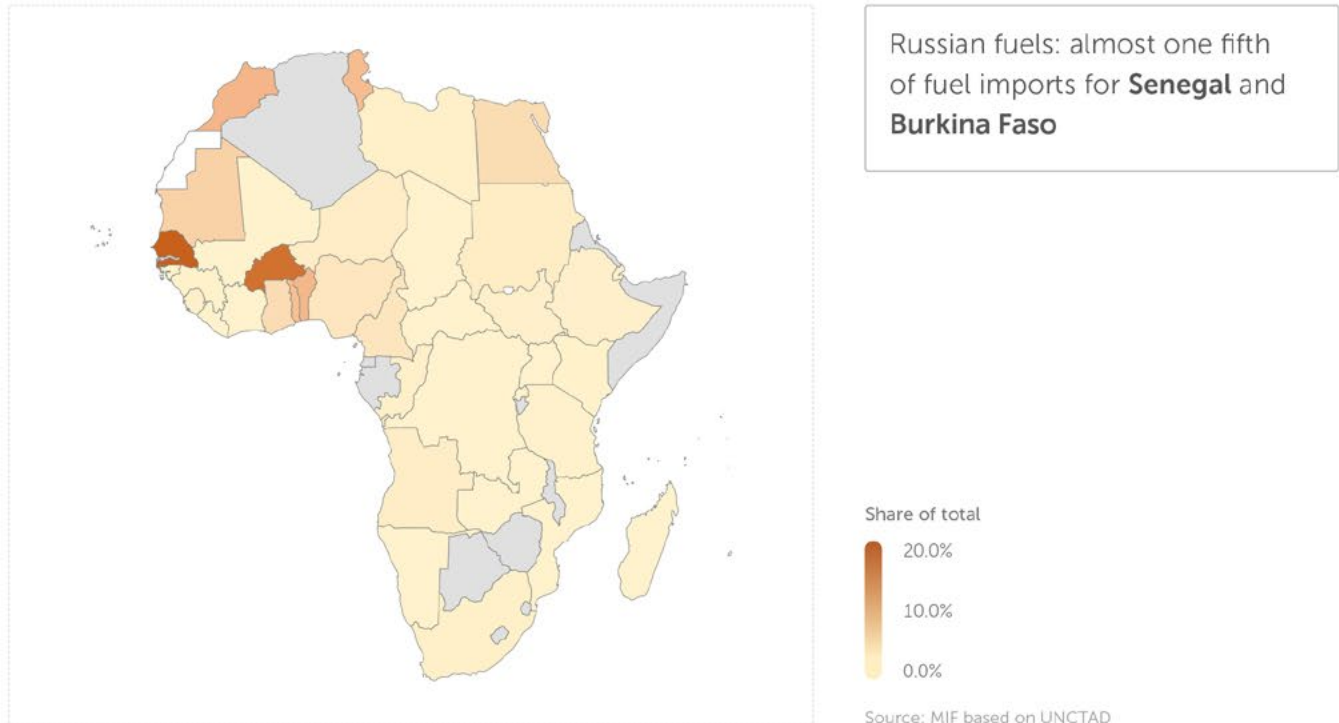 Russian fuels: almost one fifth
of fuel imports for Senegal and
Burkina Faso
Share of total
20.0%
10.0%
0.0%
Source: MIF based on UNCTAD